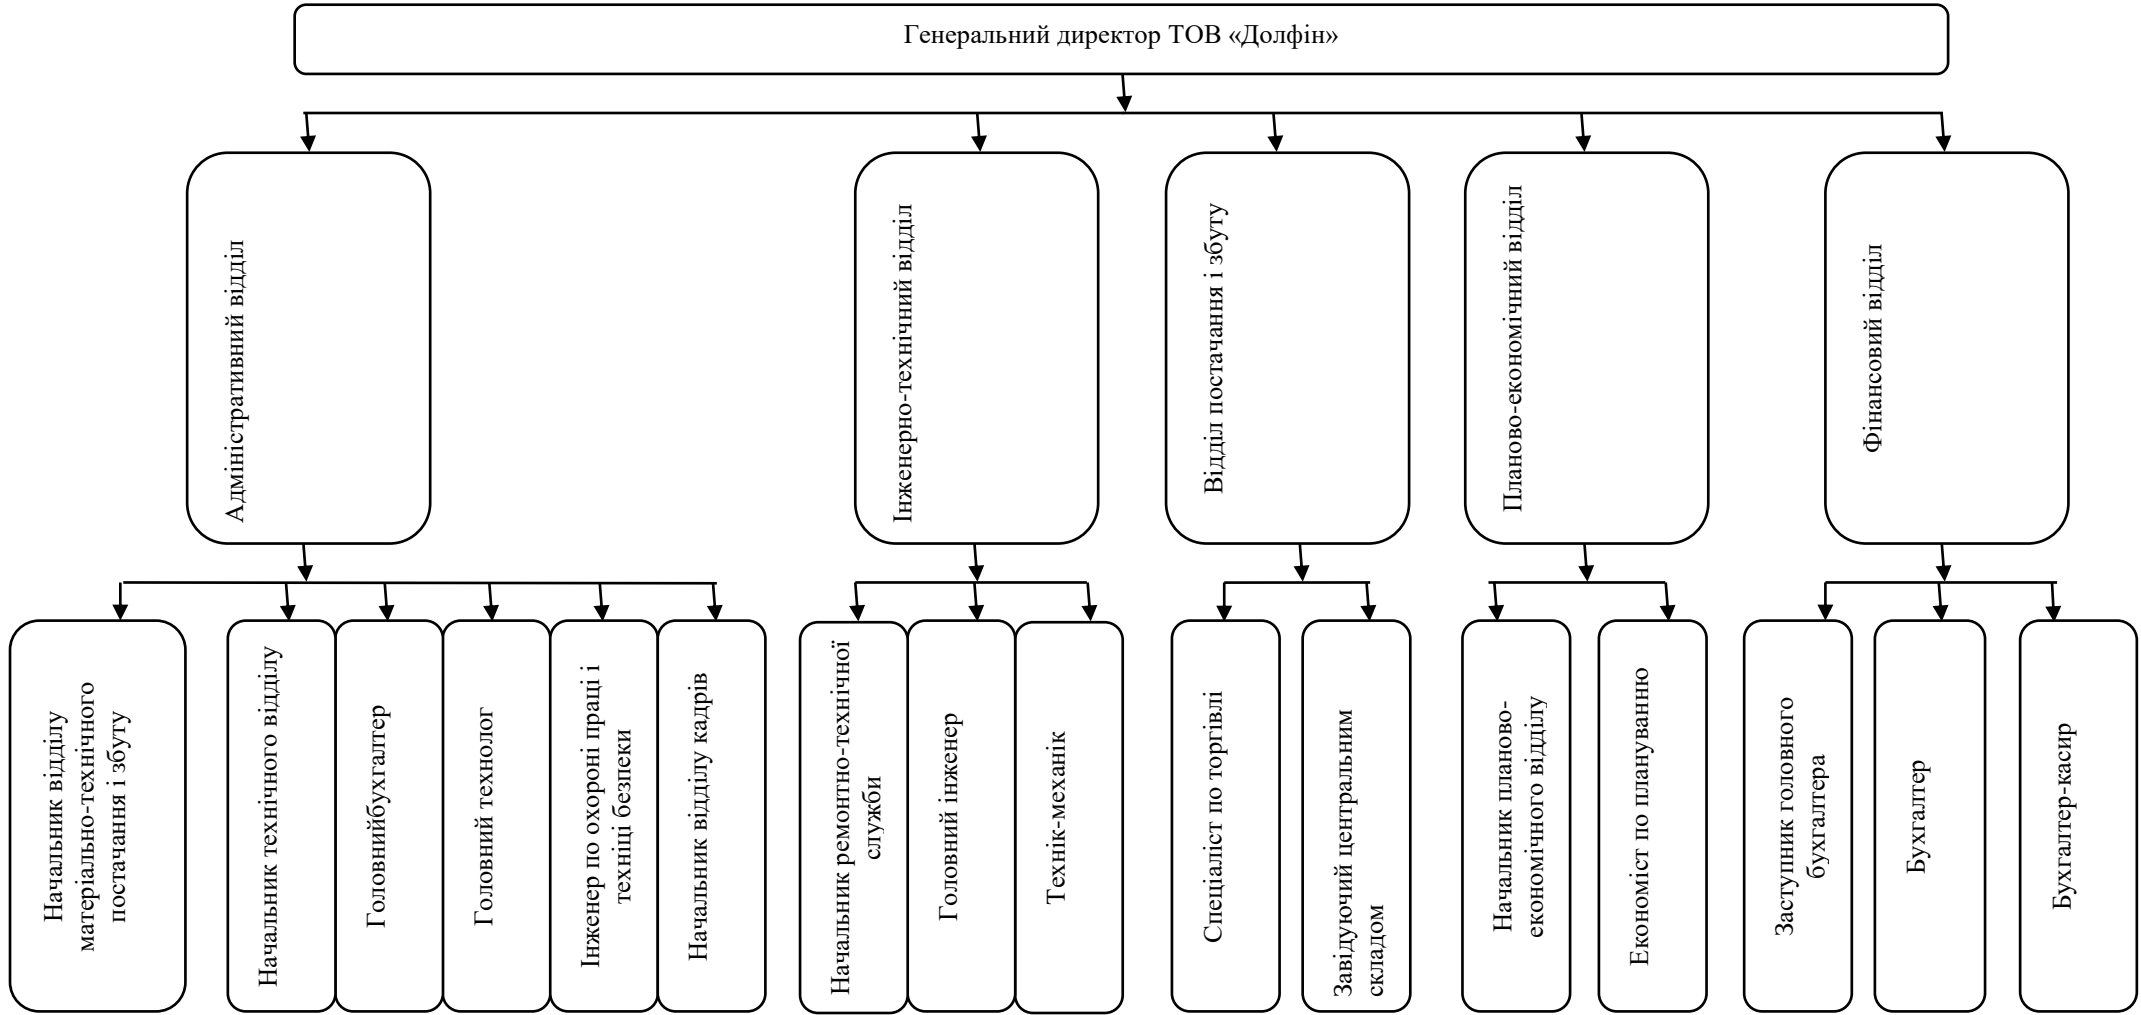 Генеральний директор ТОВ «Долфін»
Адміністративний відділ
Інженерно-технічний відділ
Відділ постачання і збуту
Планово-економічний відділ
Фінансовий відділ
Начальник відділу
матеріально-технічного
постачання і збуту
Начальник технічного відділу
Головнийбухгалтер
Головний технолог
Інженер по охороні праці і
техніці безпеки
Начальник відділу кадрів
Начальник ремонтно-технічної
служби
Головний інженер
Технік-механік
Спеціаліст по торгівлі
Завідуючий центральним
складом
Начальник планово-
економічного відділу
Економіст по плануванню
Заступник головного
бухгалтера
Бухгалтер
Бухгалтер-касир